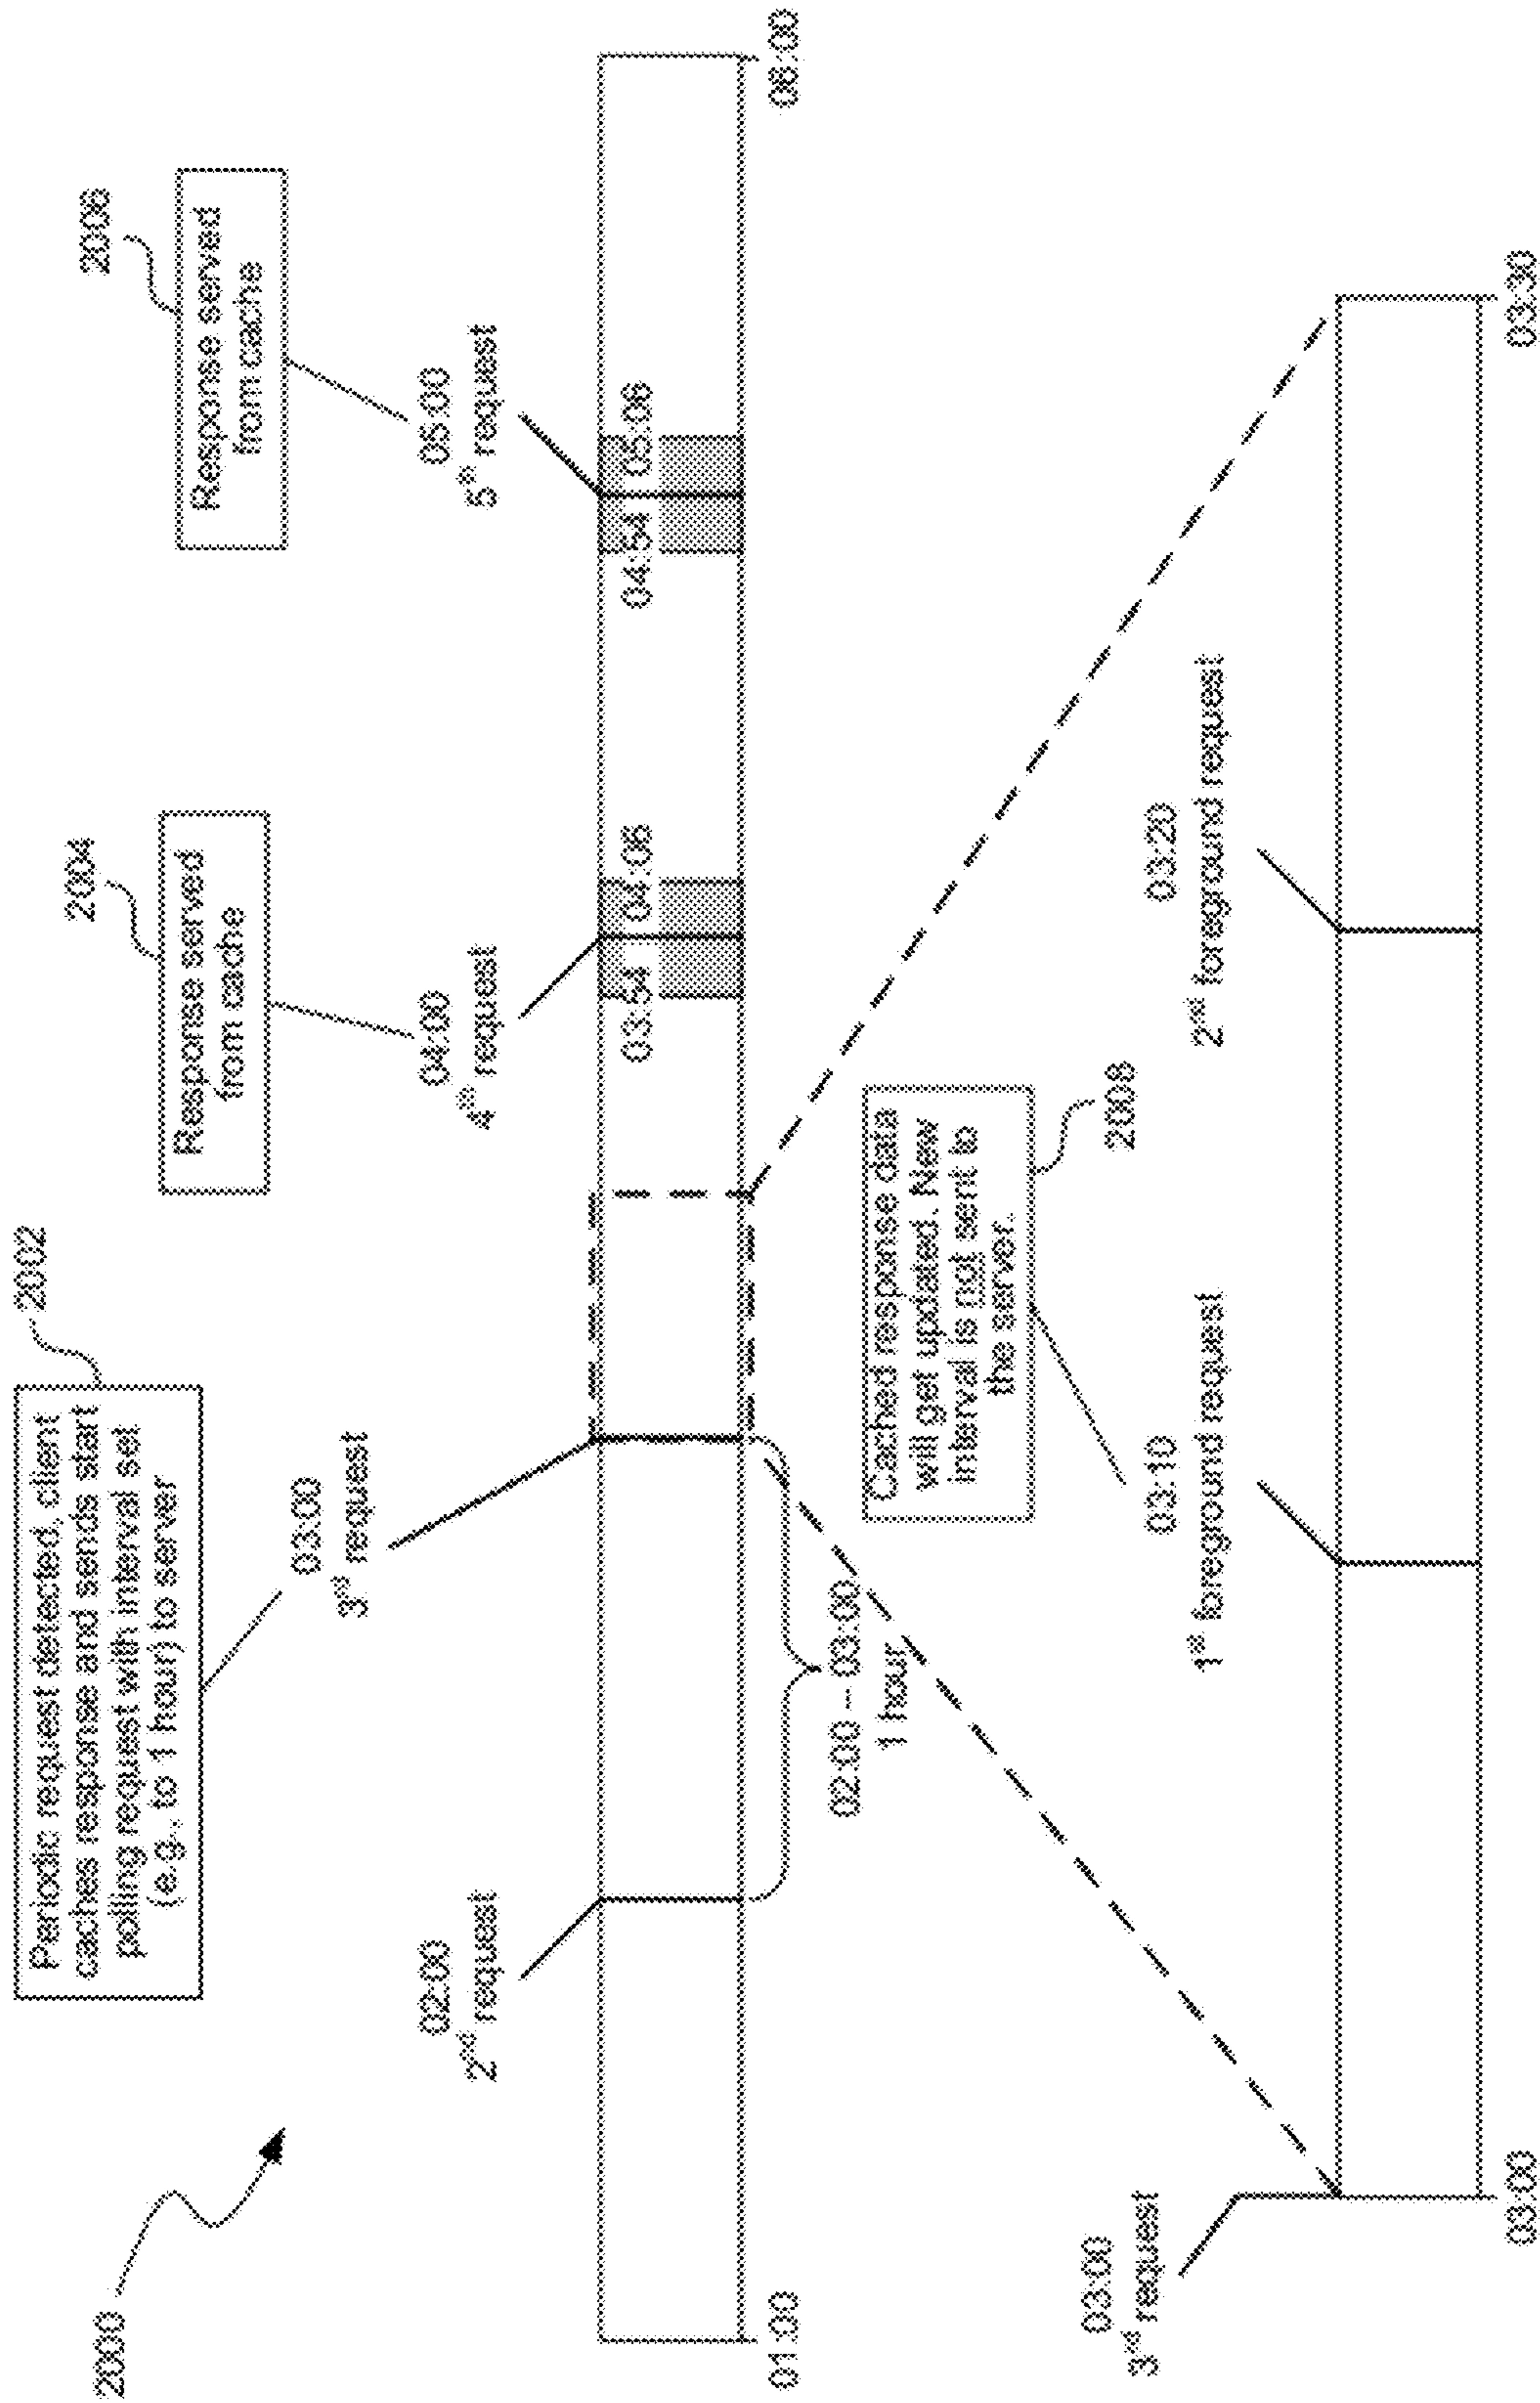 2000
2002
Periodic request detected, client
caches response and sends start
polling request with interval set
(e.g., to 1 hour) to server
2004
Response served
from cache
2006
Response served
from cache
02:00
2nd request
03:00
3rd request
04:00
4th request
05:00
5th request
03:54 04:06
04:54 05:06
01:00
06:00
02:00 – 03:00
1 hour
Cached response data
will get updated. New
interval is not sent to
the server.
2008
03:00
3rd request
03:10
1st foreground request
03:20
2nd foreground request
03:00
03:30